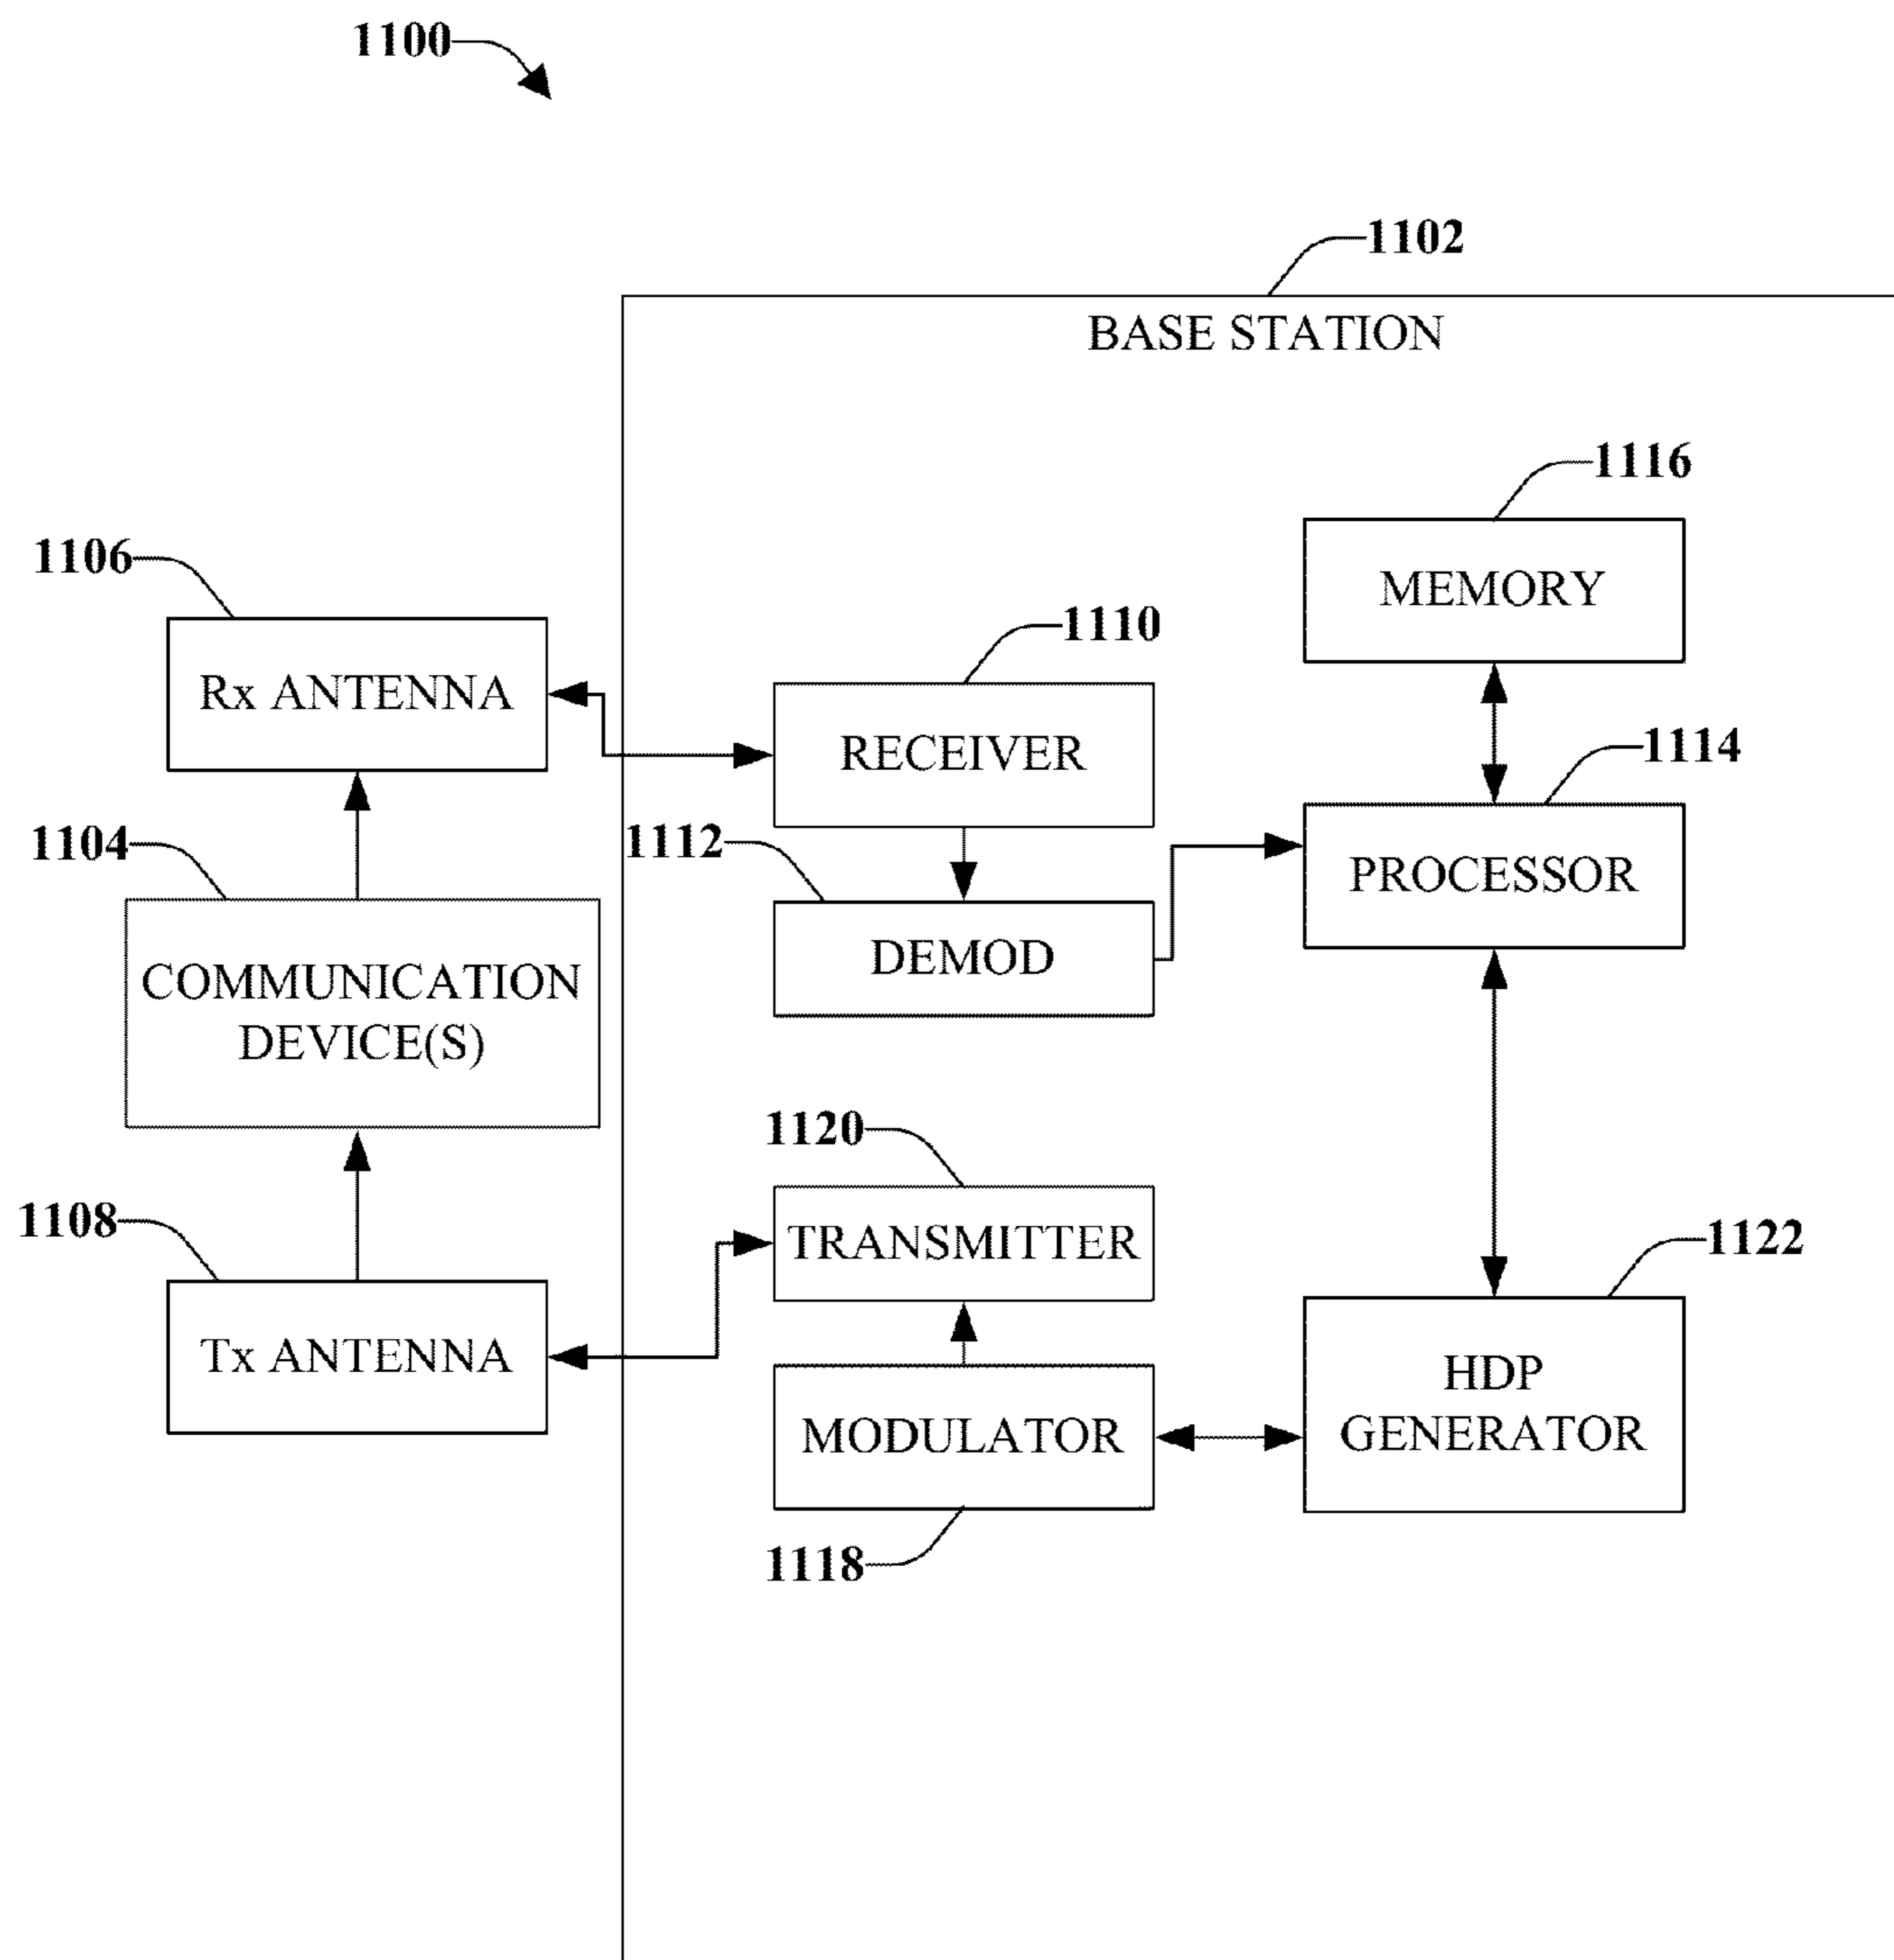 1100
1102
BASE STATION
1116
MEMORY
1106
Rx ANTENNA
1110
RECEIVER
1114
PROCESSOR
1104
COMMUNICATION
DEVICE(S)
1112
DEMOD
1120
TRANSMITTER
1108
Tx ANTENNA
1122
HDP
GENERATOR
MODULATOR
1118